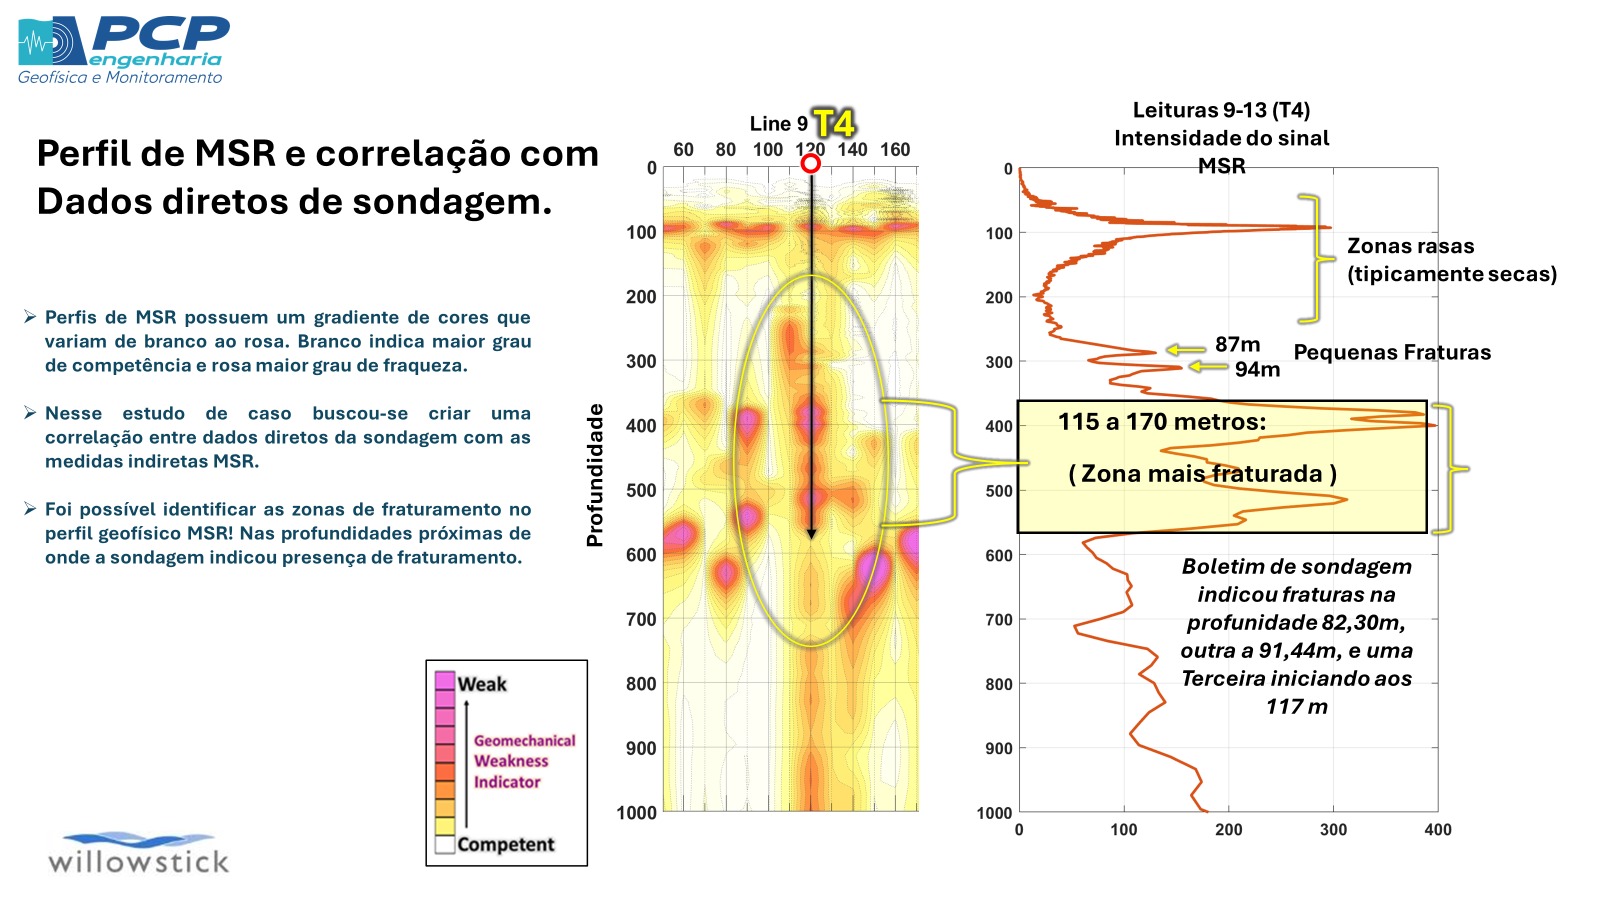 PCP
engenharia
Geofísica e Monitoramento
Perfil de MSR e correlação com
Dados diretos de sondagem.
➢ Perfis de MSR possuem um gradiente de cores que
variam de branco ao rosa. Branco indica maior grau
de competência e rosa maior grau de fraqueza.
➢ Nesse estudo de caso buscou-se criar uma
correlação entre dados diretos da sondagem com as
medidas indiretas MSR.
➢ Foi possível identificar as zonas de fraturamento no
perfil geofísico MSR! Nas profundidades próximas de
onde a sondagem indicou presença de fraturamento.
Weak
Geomechanical
Weakness
Indicator
Competent
willowstick
Line 9 T4
60 80 100 120 140 160
0
100
200
300
400
500
600
700
800
900
1000
Profundidade
Leituras 9-13 (T4)
Intensidade do sinal
MSR
0
100
200
300
400
500
600
700
800
900
1000
0 100 200 300 400
Zonas rasas
(tipicamente secas)
87m
94m
Pequenas Fraturas
115 a 170 metros:
( Zona mais fraturada )
Boletim de sondagem
indicou fraturas na
profunidade 82,30m,
outra a 91,44m, e uma
Terceira iniciando aos
117 m